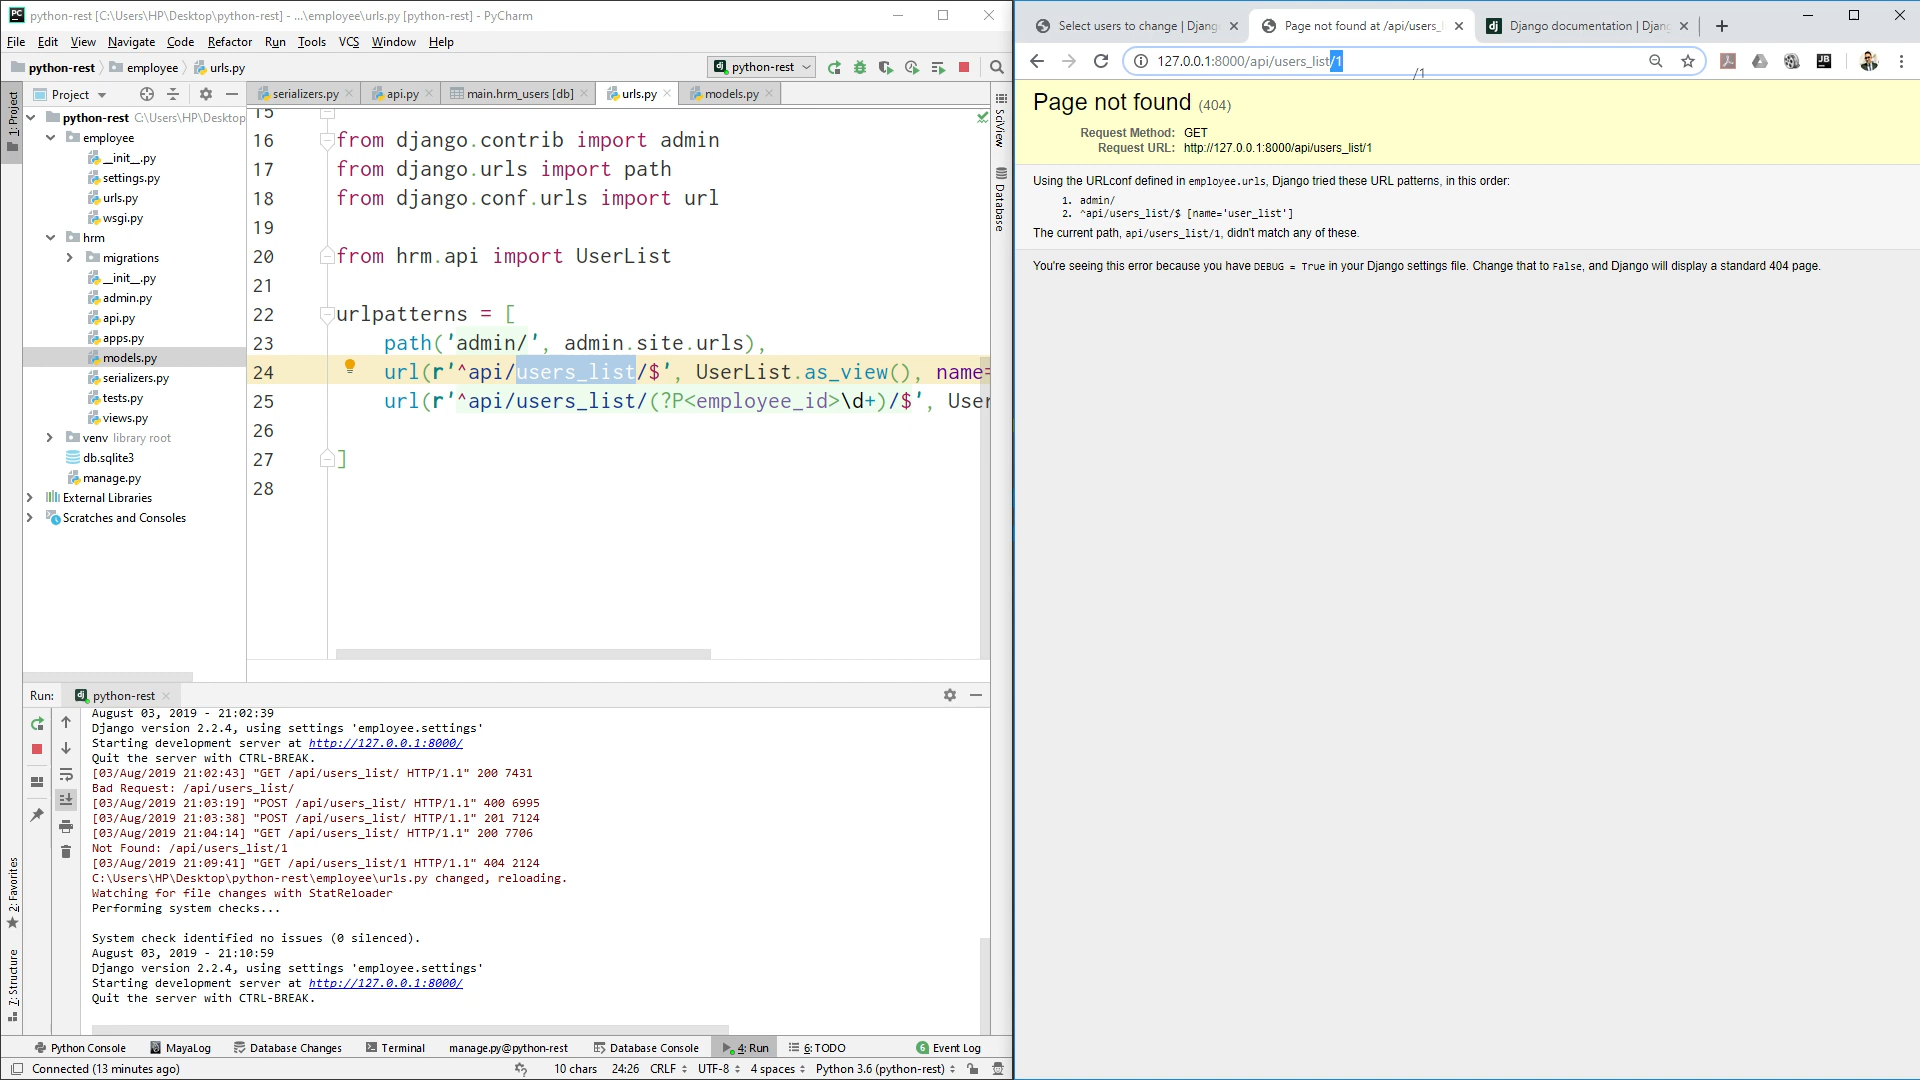 python-rest [C:\Users\HP\Desktop\python-rest] - ...\employee\urls.py [python-rest] - PyCharm
File Edit View Navigate Code Refactor Run Tools VCS Window Help
python-rest employee urls.py
python-rest
Project
serializers.py api.py main.hrm_users [db] urls.py models.py
1: Project
python-rest C:\Users\HP\Desktop
employee
__init__.py
settings.py
urls.py
wsgi.py
hrm
migrations
__init__.py
admin.py
api.py
apps.py
models.py
serializers.py
tests.py
views.py
venv library root
db.sqlite3
manage.py
External Libraries
Scratches and Consoles
15
16 from django.contrib import admin
17 from django.urls import path
18 from django.conf.urls import url
19
20 from hrm.api import UserList
21
22 urlpatterns = [
23 path('admin/', admin.site.urls),
24 url(r'^api/users_list/$', UserList.as_view(), name=
25 url(r'^api/users_list/(?P<employee_id>\d+)/$', User
26
27 ]
28
SciView
Database
Run: python-rest
August 03, 2019 - 21:02:39
Django version 2.2.4, using settings 'employee.settings'
Starting development server at http://127.0.0.1:8000/
Quit the server with CTRL-BREAK.
[03/Aug/2019 21:02:43] "GET /api/users_list/ HTTP/1.1" 200 7431
Bad Request: /api/users_list/
[03/Aug/2019 21:03:19] "POST /api/users_list/ HTTP/1.1" 400 6995
[03/Aug/2019 21:03:38] "POST /api/users_list/ HTTP/1.1" 201 7124
[03/Aug/2019 21:04:14] "GET /api/users_list/ HTTP/1.1" 200 7706
Not Found: /api/users_list/1
[03/Aug/2019 21:09:41] "GET /api/users_list/1 HTTP/1.1" 404 2124
C:\Users\HP\Desktop\python-rest\employee\urls.py changed, reloading.
Watching for file changes with StatReloader
Performing system checks...
System check identified no issues (0 silenced).
August 03, 2019 - 21:10:59
Django version 2.2.4, using settings 'employee.settings'
Starting development server at http://127.0.0.1:8000/
Quit the server with CTRL-BREAK.
2: Favorites
7: Structure
Python Console MayaLog Database Changes Terminal manage.py@python-rest Database Console 4: Run 6: TODO 6 Event Log
Connected (13 minutes ago) 10 chars 24:26 CRLF UTF-8 4 spaces Python 3.6 (python-rest)
Select users to change | Djang Page not found at /api/users_ Django documentation | Djang
127.0.0.1:8000/api/users_list/1
/1
Page not found (404)
Request Method: GET
Request URL: http://127.0.0.1:8000/api/users_list/1
Using the URLconf defined in employee.urls, Django tried these URL patterns, in this order:
1. admin/
2. ^api/users_list/$ [name='user_list']
The current path, api/users_list/1, didn't match any of these.
You're seeing this error because you have DEBUG = True in your Django settings file. Change that to False, and Django will display a standard 404 page.